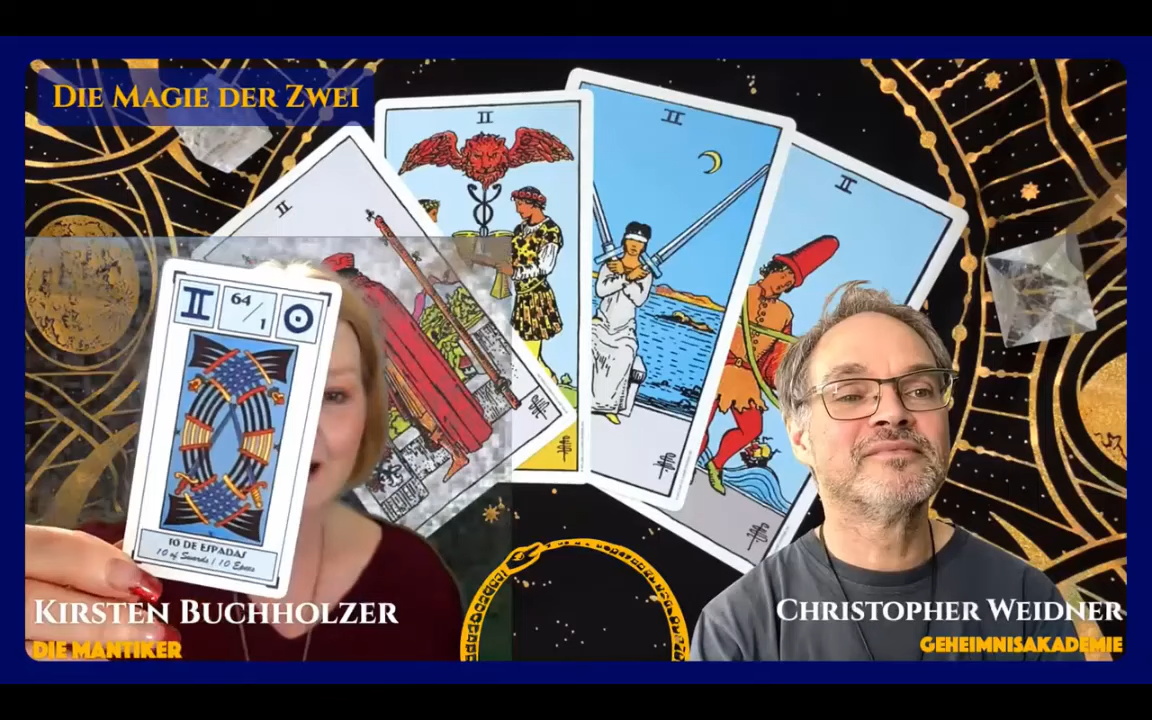 Die Magie der Zwei
II
II
II
II
II
64/1
10 DE ESPADAS
10 of Swords | 10 Epees
Kirsten Buchholzer
DIE MANTIKER
Christopher Weidner
GEHEIMNISAKADEMIE